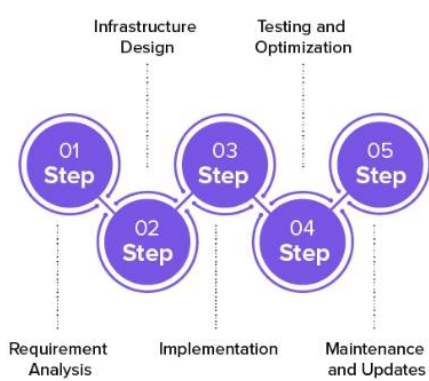 Infrastructure
Design
Testing and
Optimization
01
Step
03
Step
05
Step
02
Step
04
Step
Requirement
Analysis
Implementation
Maintenance
and Updates